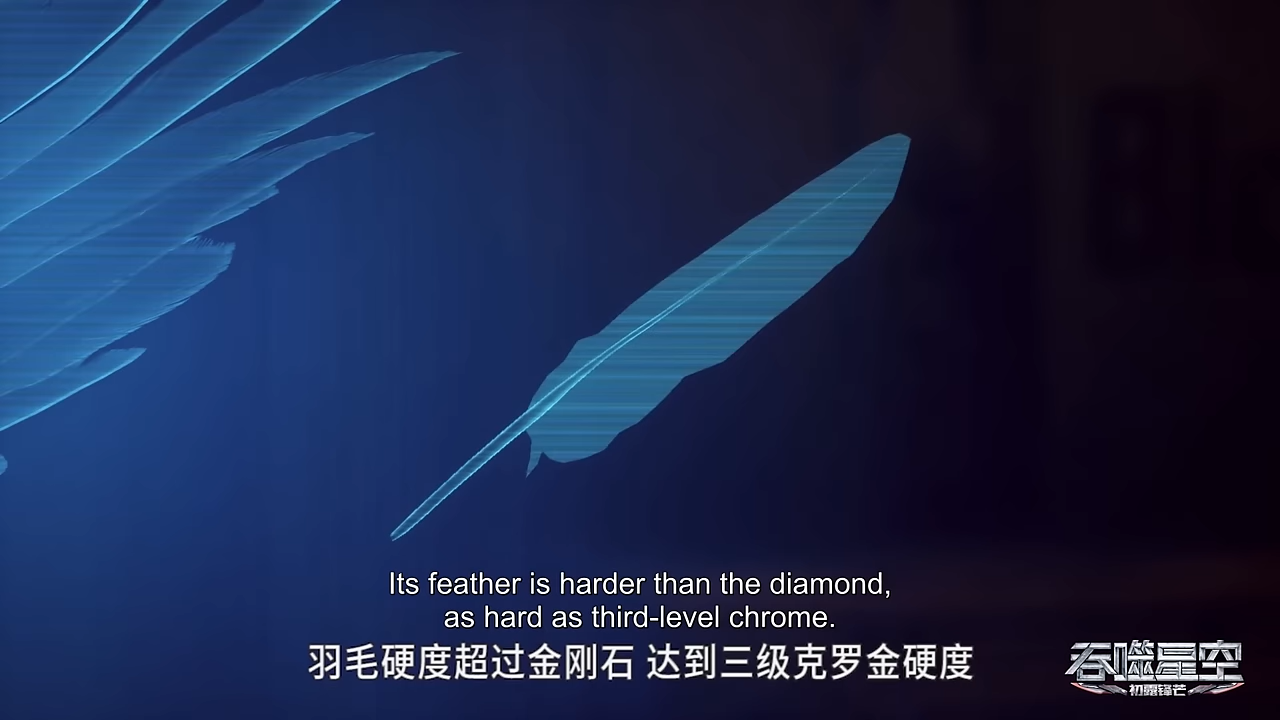 Its feather is harder than the diamond,
as hard as third-level chrome.
羽毛硬度超过金刚石 达到三级克罗金硬度
吞噬星空
初露锋芒